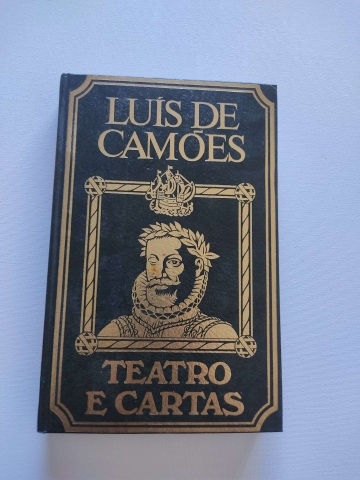 LUÍS DE
CAMÕES
TEATRO
E CARTAS